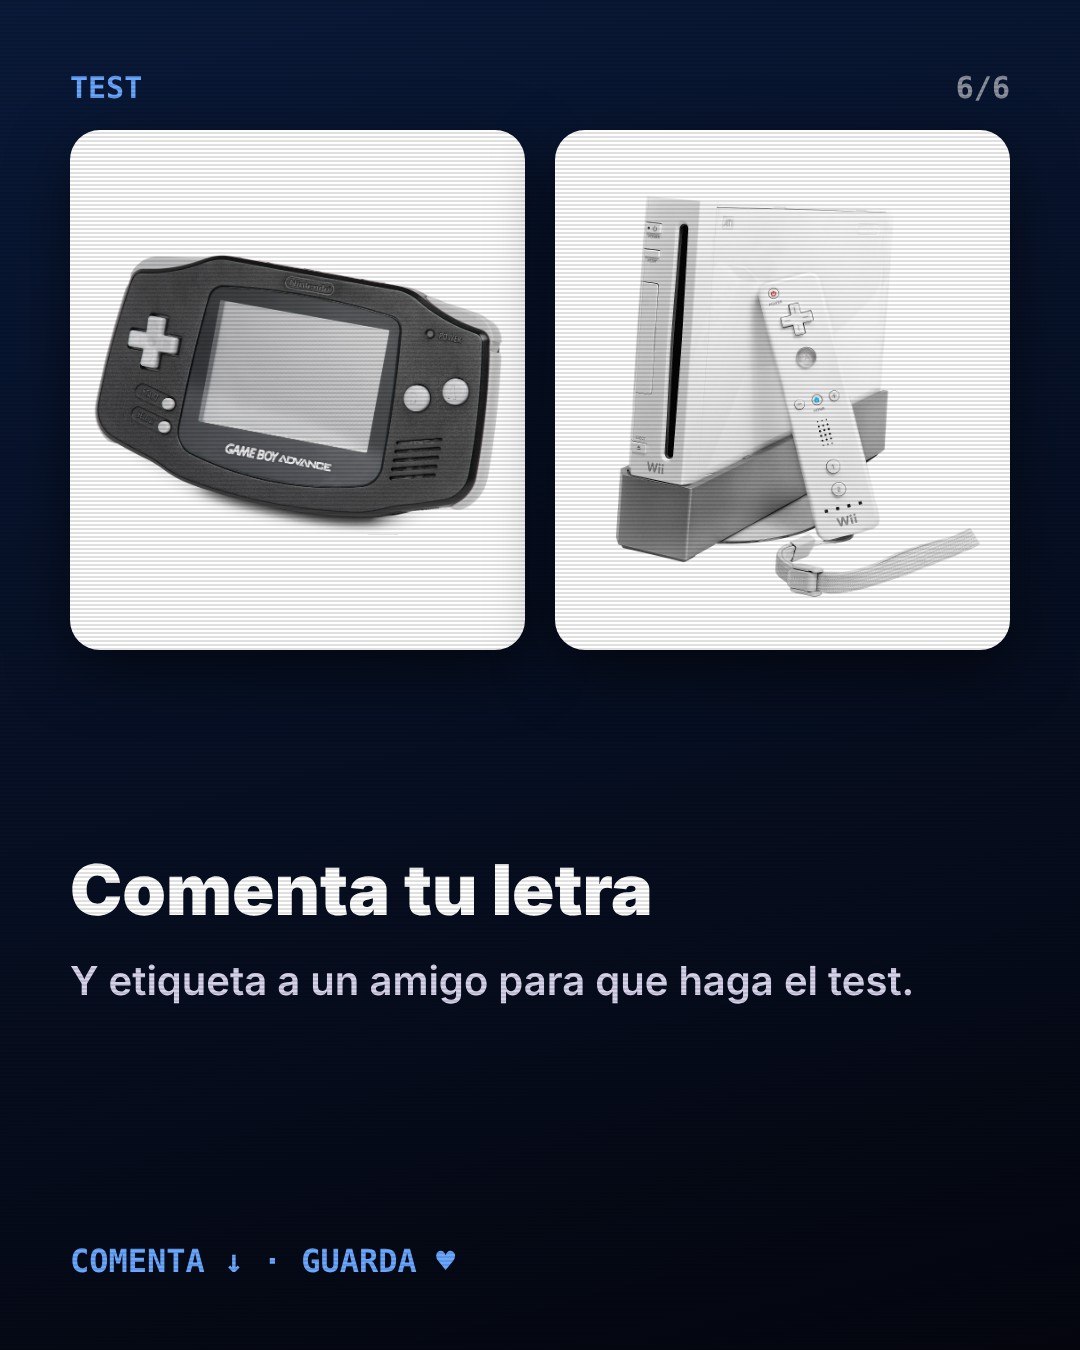 TEST
6/6
Nintendo
POWER
GAME BOY ADVANCE
Wii
Wii
Comenta tu letra
Y etiqueta a un amigo para que haga el test.
COMENTA ↓ · GUARDA ♥